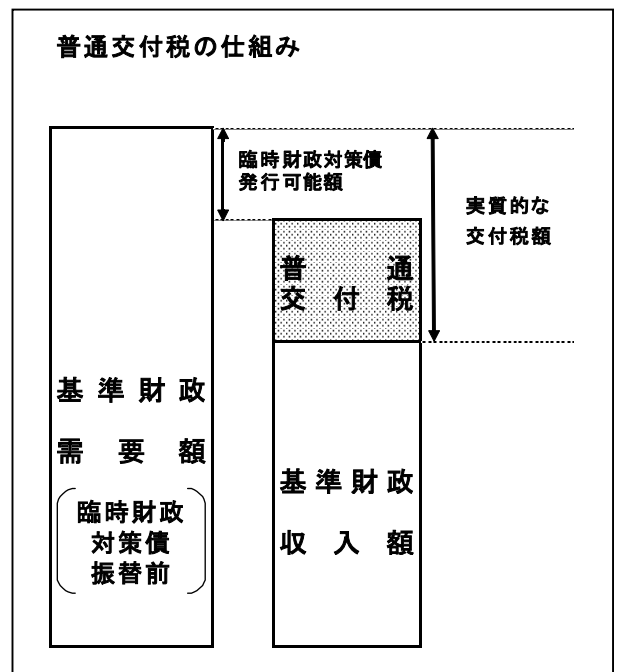 普通交付税の仕組み
臨時財政対策債
発行可能額
実質的な
交付税額
普通
交付税
基準財政
需要額
臨時財政
対策債
振替前
基準財政
収入額